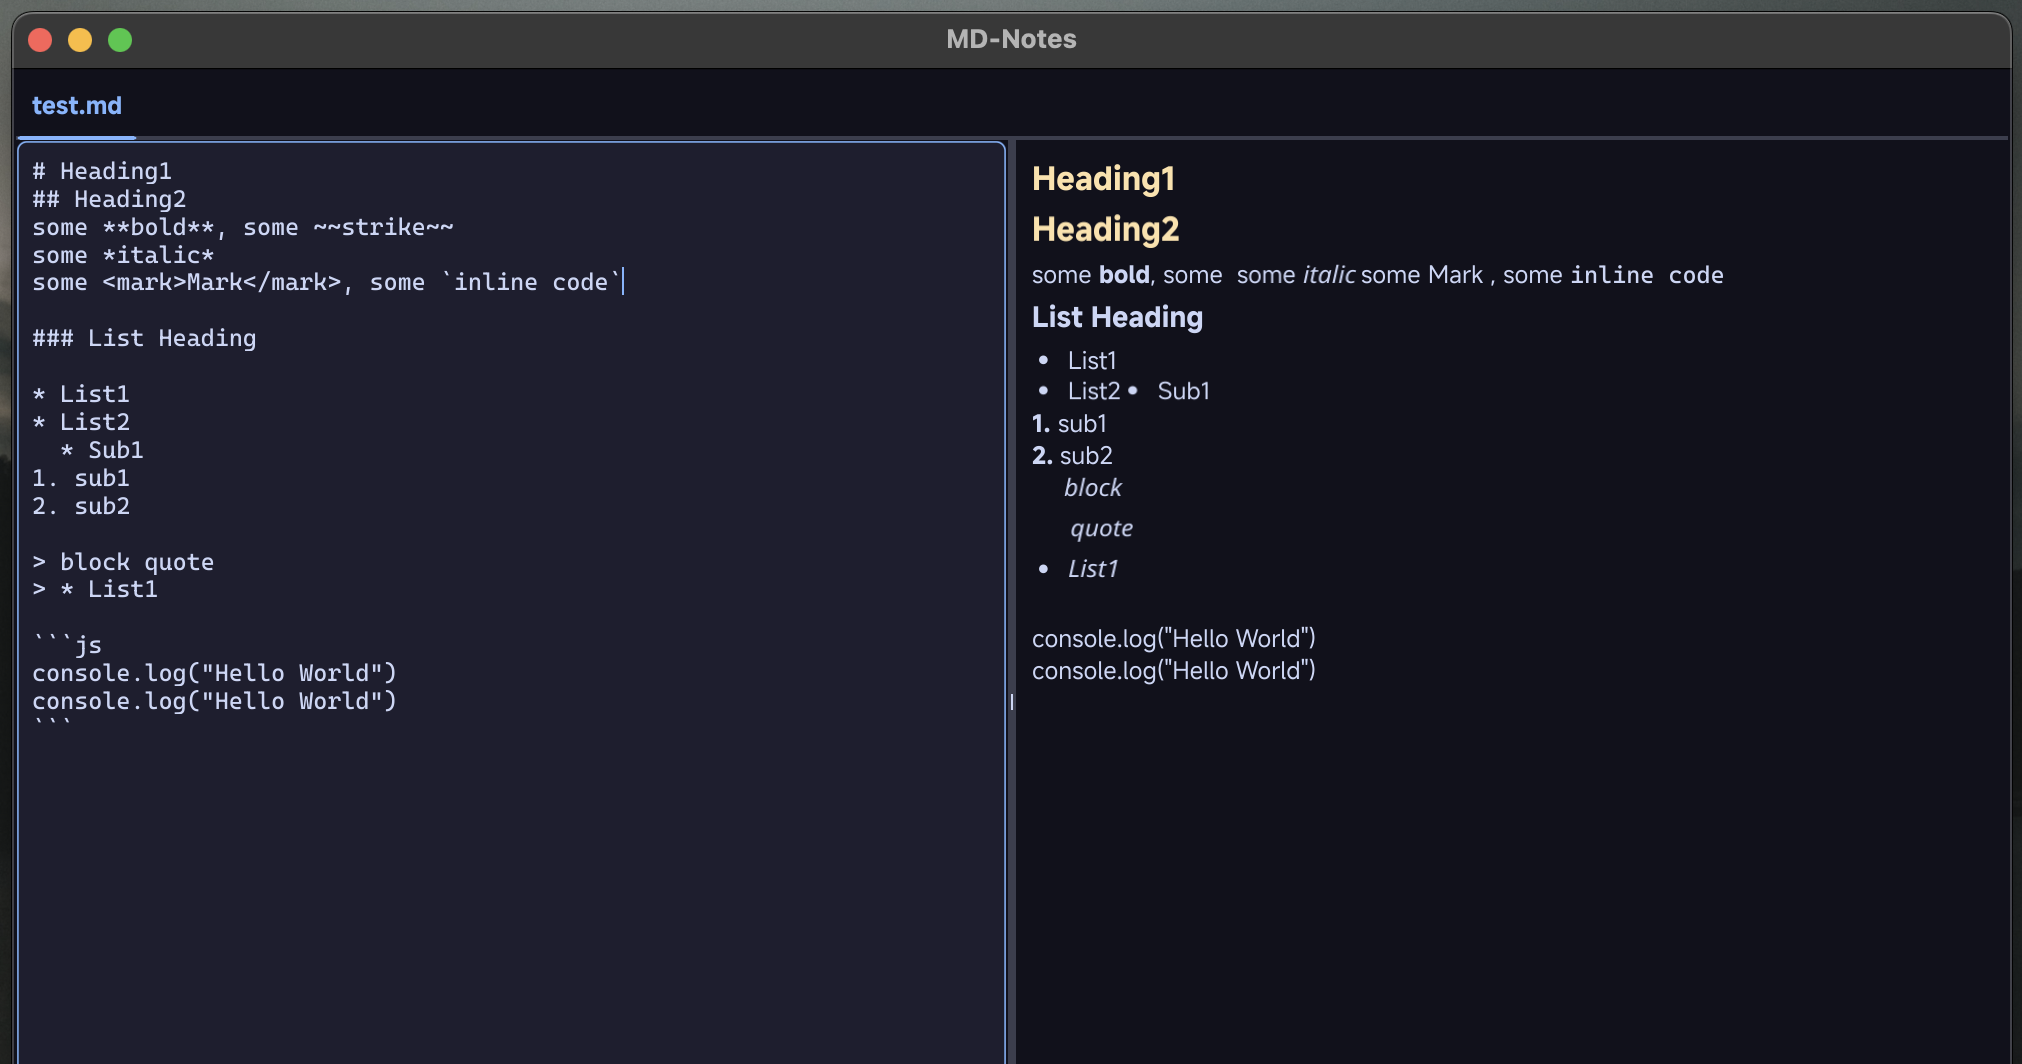 MD-Notes
test.md
# Heading1
## Heading2
some **bold**, some ~~strike~~
some *italic*
some <mark>Mark</mark>, some `inline code`
### List Heading
* List1
* List2
  * Sub1
1. sub1
2. sub2
> block quote
> * List1
```js
console.log("Hello World")
console.log("Hello World")
```
Heading1
Heading2
some bold, some  some italic some Mark , some inline code
List Heading
• List1
• List2 • Sub1
1. sub1
2. sub2
block
quote
• List1
console.log("Hello World")
console.log("Hello World")